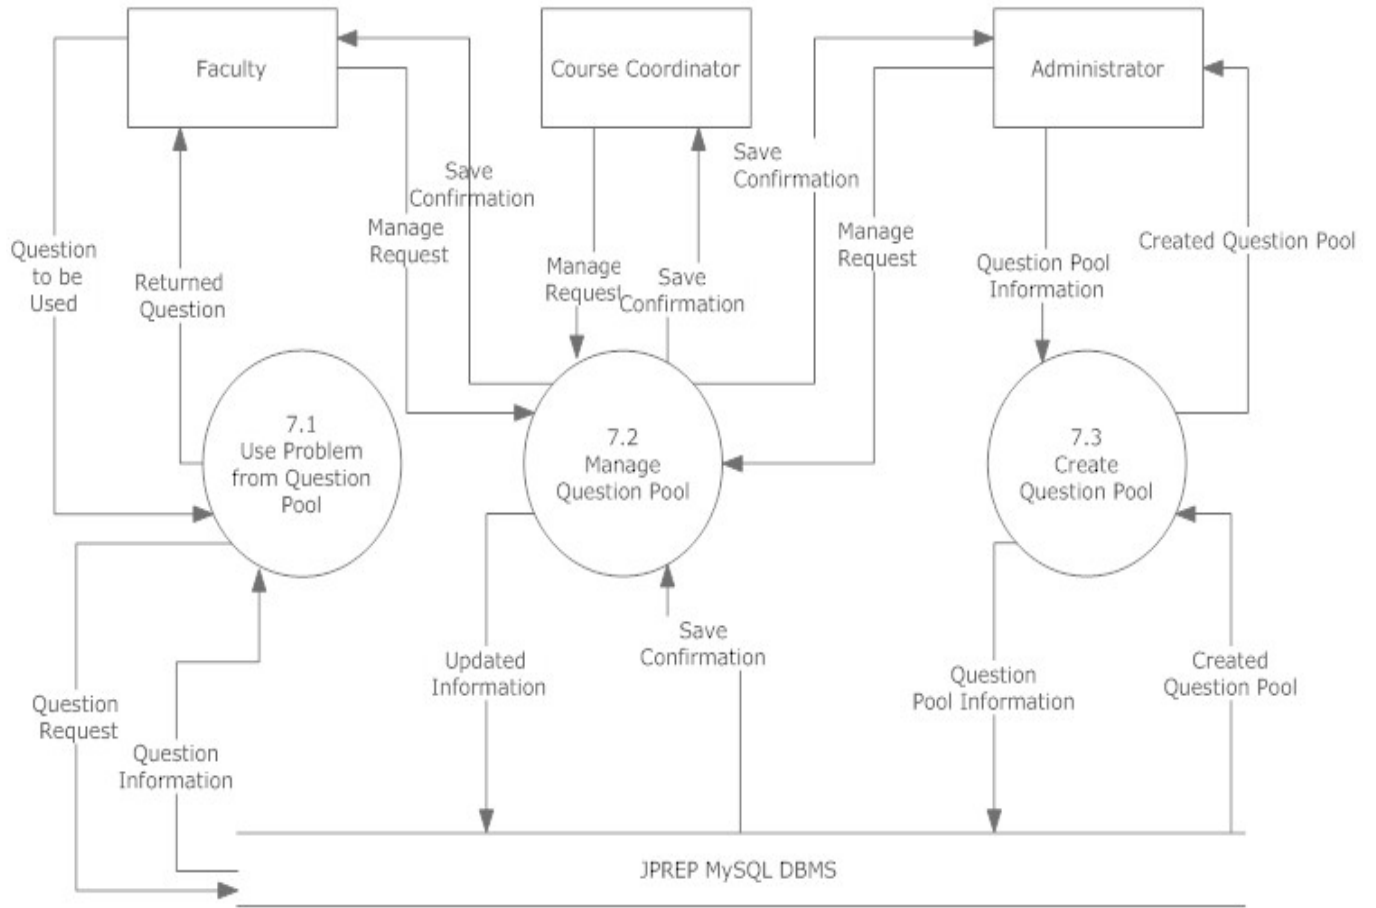 Faculty
Course Coordinator
Administrator
Save
Confirmation
Save
Confirmation
Manage
Request
Manage
Request
Question
to be
Used
Returned
Question
Manage
Request
Save
Confirmation
Question Pool
Information
Created Question Pool
7.1
Use Problem
from Question
Pool
7.2
Manage
Question Pool
7.3
Create
Question Pool
Question
Request
Question
Information
Updated
Information
Save
Confirmation
Question
Pool Information
Created
Question Pool
JPREP MySQL DBMS